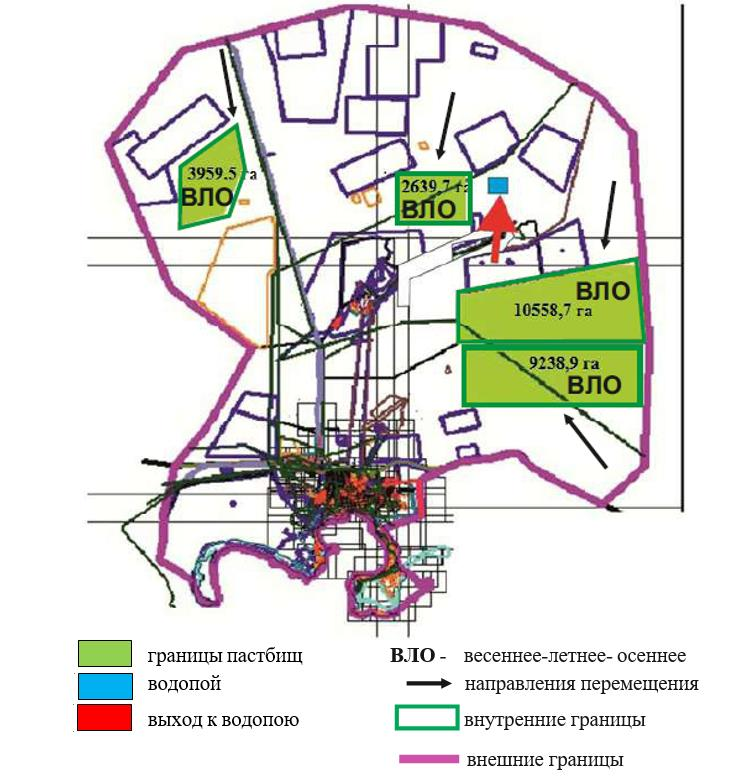 3959,5 га
ВЛО
2639,7 га
ВЛО
ВЛО
10558,7 га
9238,9 га
ВЛО
границы пастбищ
водопой
выход к водопою
ВЛО - весеннее-летнее- осеннее
направления перемещения
внутренние границы
внешние границы